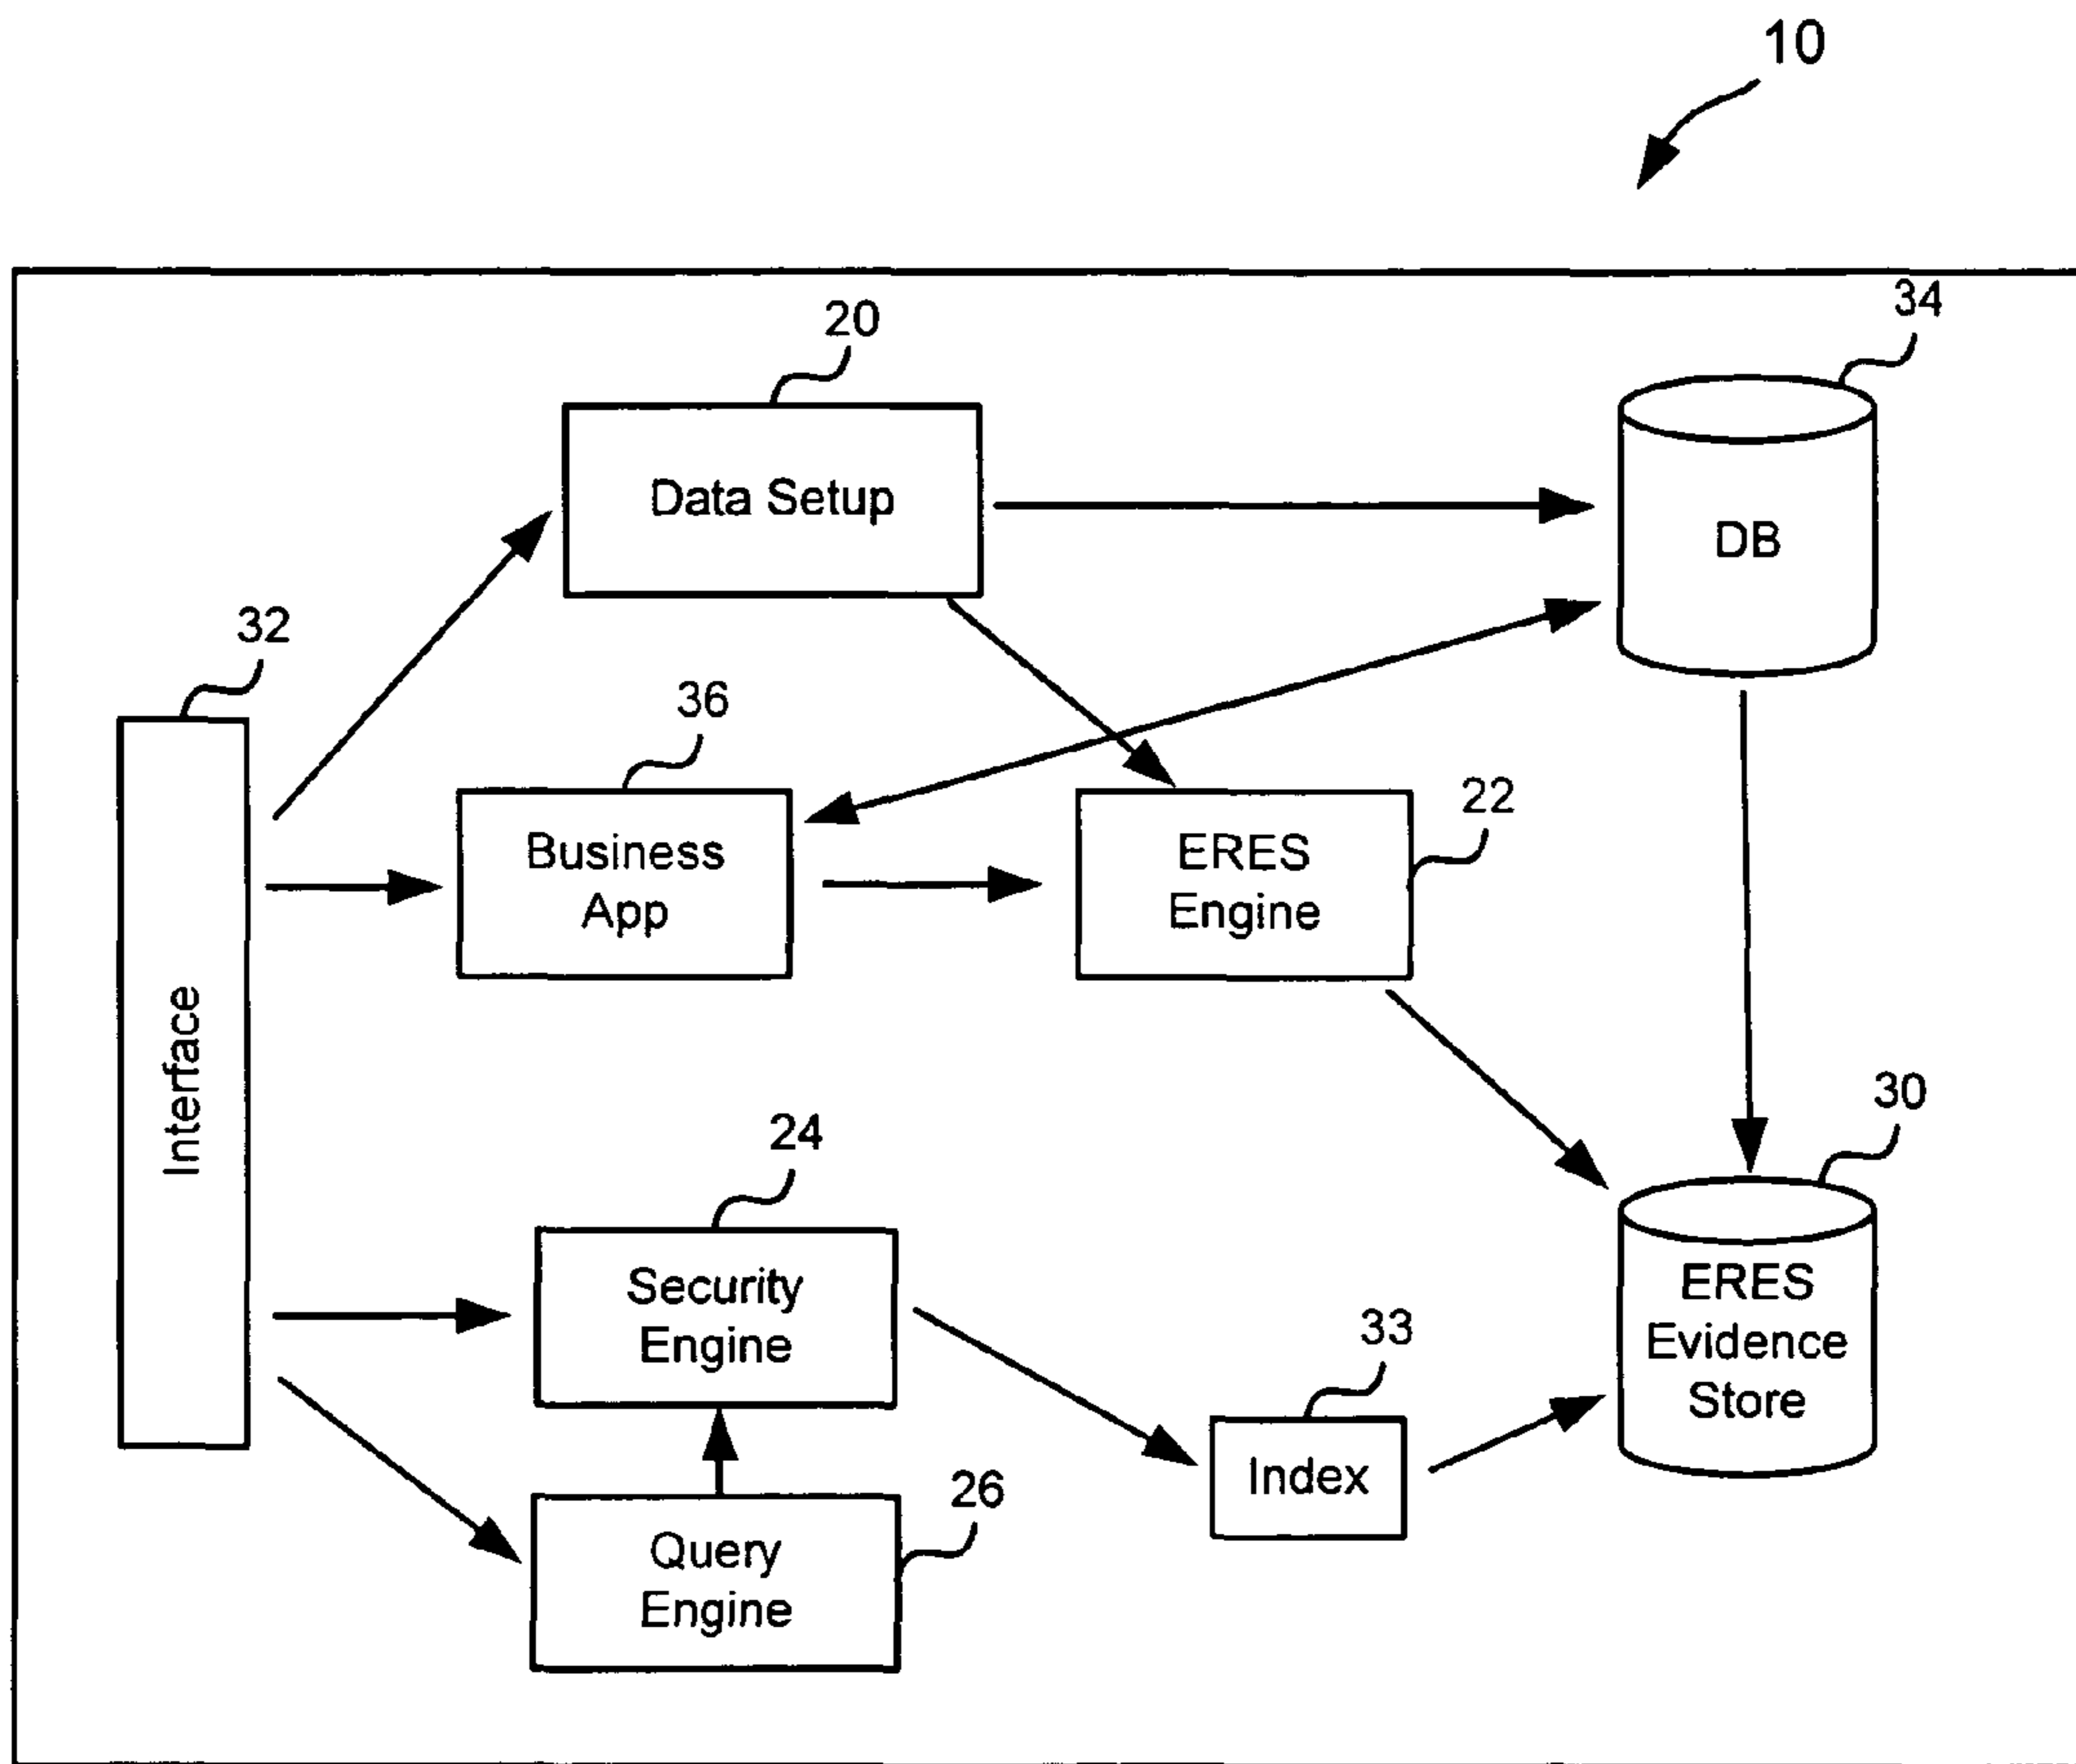 10
34
20
Data Setup
DB
32
36
22
Business
App
ERES
Engine
Interface
30
24
Security
Engine
33
ERES
Evidence
Store
Index
26
Query
Engine